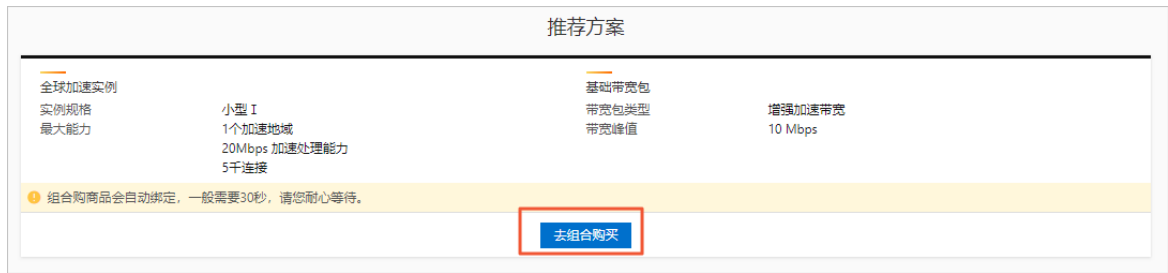 推荐方案
全球加速实例
实例规格 小型 I
最大能力 1个加速地域
20Mbps 加速处理能力
5千连接
基础带宽包
带宽包类型 增强加速带宽
带宽峰值 10 Mbps
组合购商品会自动绑定，一般需要30秒，请您耐心等待。
去组合购买